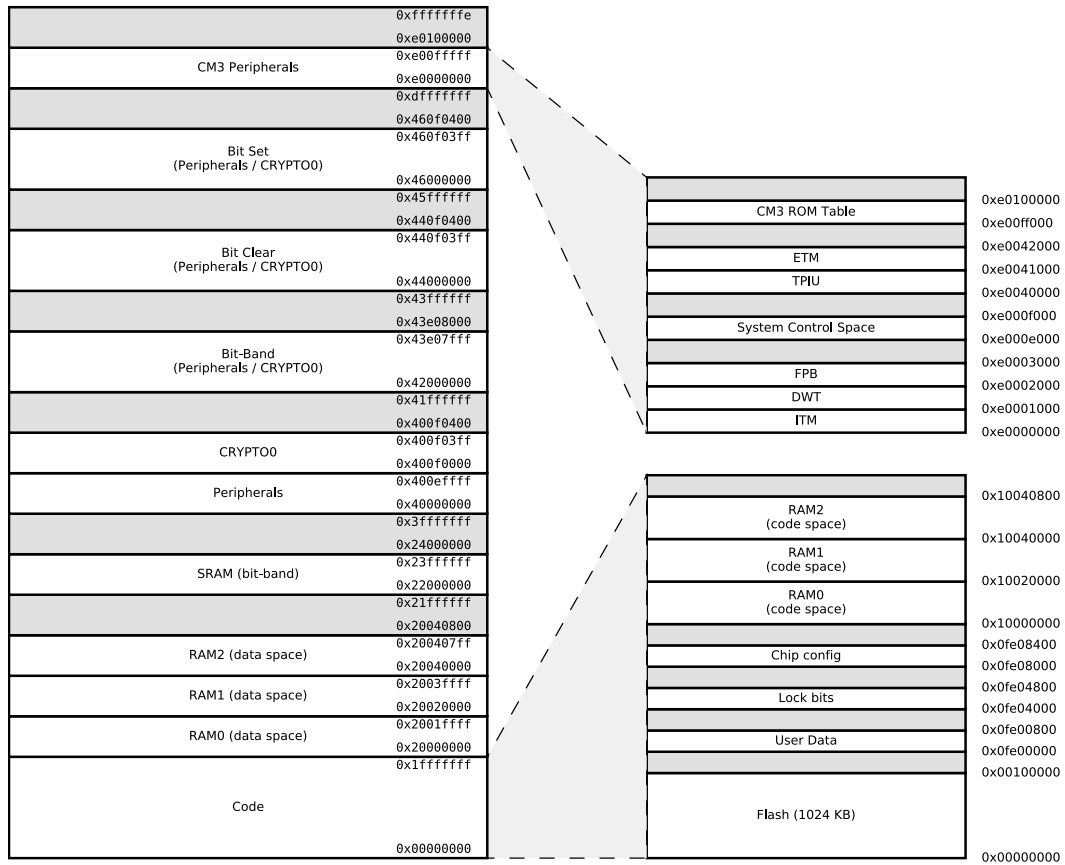 0xfffffffe
0xe0100000
0xe00fffff
CM3 Peripherals
0xe0000000
0xdfffffff
0x460f0400
0x460f03ff
Bit Set
(Peripherals / CRYPTO0)
0x46000000
0x45ffffff
0x440f0400
0x440f03ff
Bit Clear
(Peripherals / CRYPTO0)
0x44000000
0x43ffffff
0x43e08000
0x43e07fff
Bit-Band
(Peripherals / CRYPTO0)
0x42000000
0x41ffffff
0x400f0400
0x400f03ff
CRYPTO0
0x400f0000
0x400effff
Peripherals
0x40000000
0x3fffffff
0x24000000
0x23ffffff
SRAM (bit-band)
0x22000000
0x21ffffff
0x20040800
0x200407ff
RAM2 (data space)
0x20040000
0x2003ffff
RAM1 (data space)
0x20020000
0x2001ffff
RAM0 (data space)
0x20000000
0x1fffffff
Code
0x00000000
0xe0100000
CM3 ROM Table
0xe00ff000
0xe0042000
ETM
0xe0041000
TPIU
0xe0040000
0xe000f000
System Control Space
0xe000e000
0xe0003000
FPB
0xe0002000
DWT
0xe0001000
ITM
0xe0000000
0x10040800
RAM2
(code space)
0x10040000
RAM1
(code space)
0x10020000
RAM0
(code space)
0x10000000
0x0fe08400
Chip config
0x0fe08000
0x0fe04800
Lock bits
0x0fe04000
0x0fe00800
User Data
0x0fe00000
0x00100000
Flash (1024 KB)
0x00000000